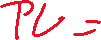 PV =